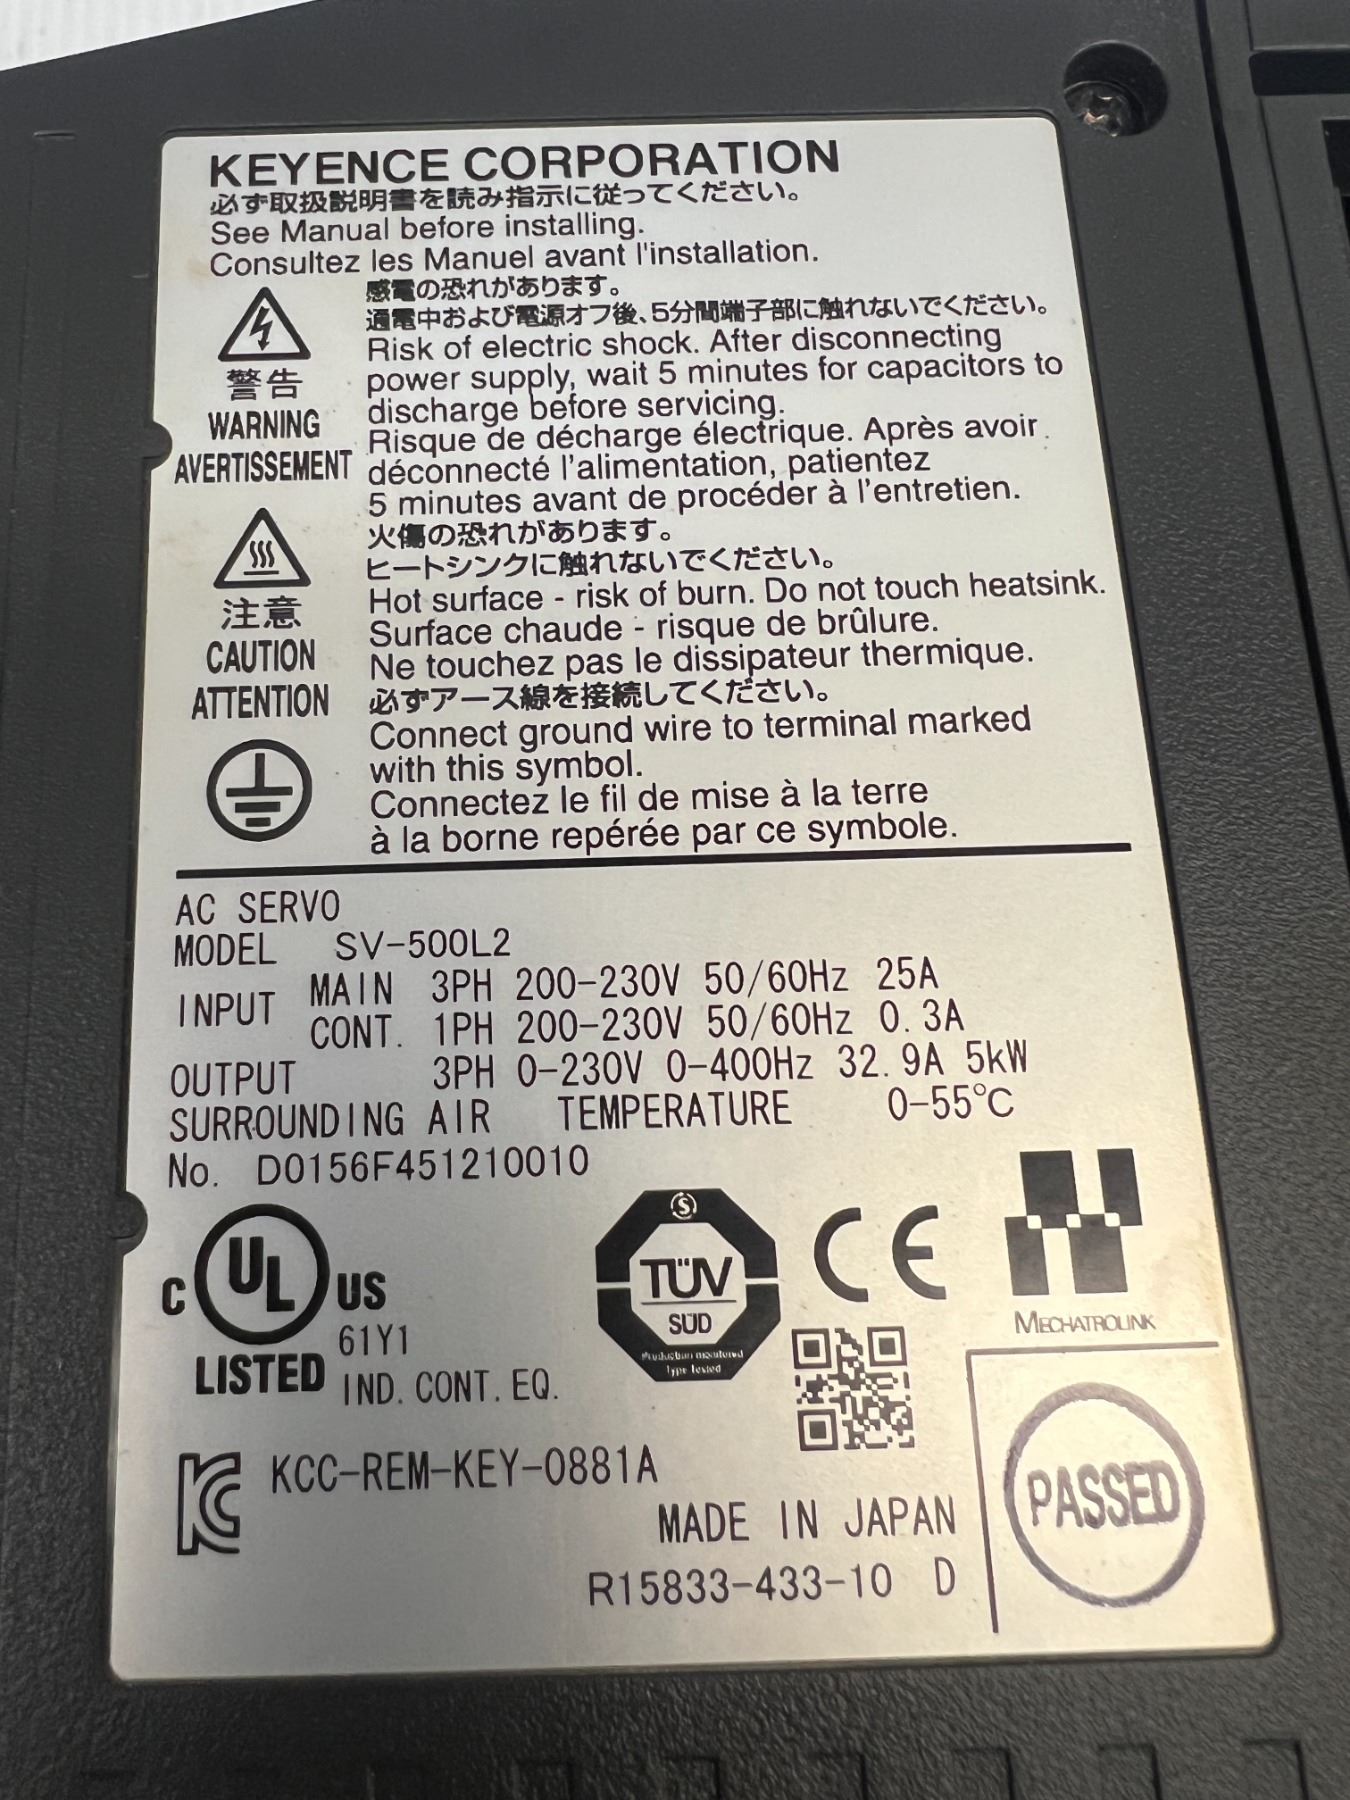 KEYENCE CORPORATION
必ず取扱説明書を読み指示に従ってください。
See Manual before installing.
Consultez les Manuel avant l'installation.
警告
WARNING
AVERTISSEMENT
感電の恐れがあります。
通電中および電源オフ後、5分間端子部に触れないでください。
Risk of electric shock. After disconnecting
power supply, wait 5 minutes for capacitors to
discharge before servicing.
Risque de décharge électrique. Après avoir
déconnecté l'alimentation, patientez
5 minutes avant de procéder à l'entretien.
注意
CAUTION
ATTENTION
火傷の恐れがあります。
ヒートシンクに触れないでください。
Hot surface - risk of burn. Do not touch heatsink.
Surface chaude - risque de brûlure.
Ne touchez pas le dissipateur thermique.
必ずアース線を接続してください。
Connect ground wire to terminal marked
with this symbol.
Connectez le fil de mise à la terre
à la borne repérée par ce symbole.
AC SERVO
MODEL SV-500L2
INPUT MAIN 3PH 200-230V 50/60Hz 25A
CONT. 1PH 200-230V 50/60Hz 0.3A
OUTPUT 3PH 0-230V 0-400Hz 32.9A 5kW
SURROUNDING AIR TEMPERATURE 0-55℃
No. D0156F451210010
C UL US
LISTED 61Y1
IND. CONT. EQ.
S
TÜV
SÜD
Production monitored
Type tested
CE
MECHATROLINK
KCC-REM-KEY-0881A
MADE IN JAPAN
R15833-433-10 D
PASSED